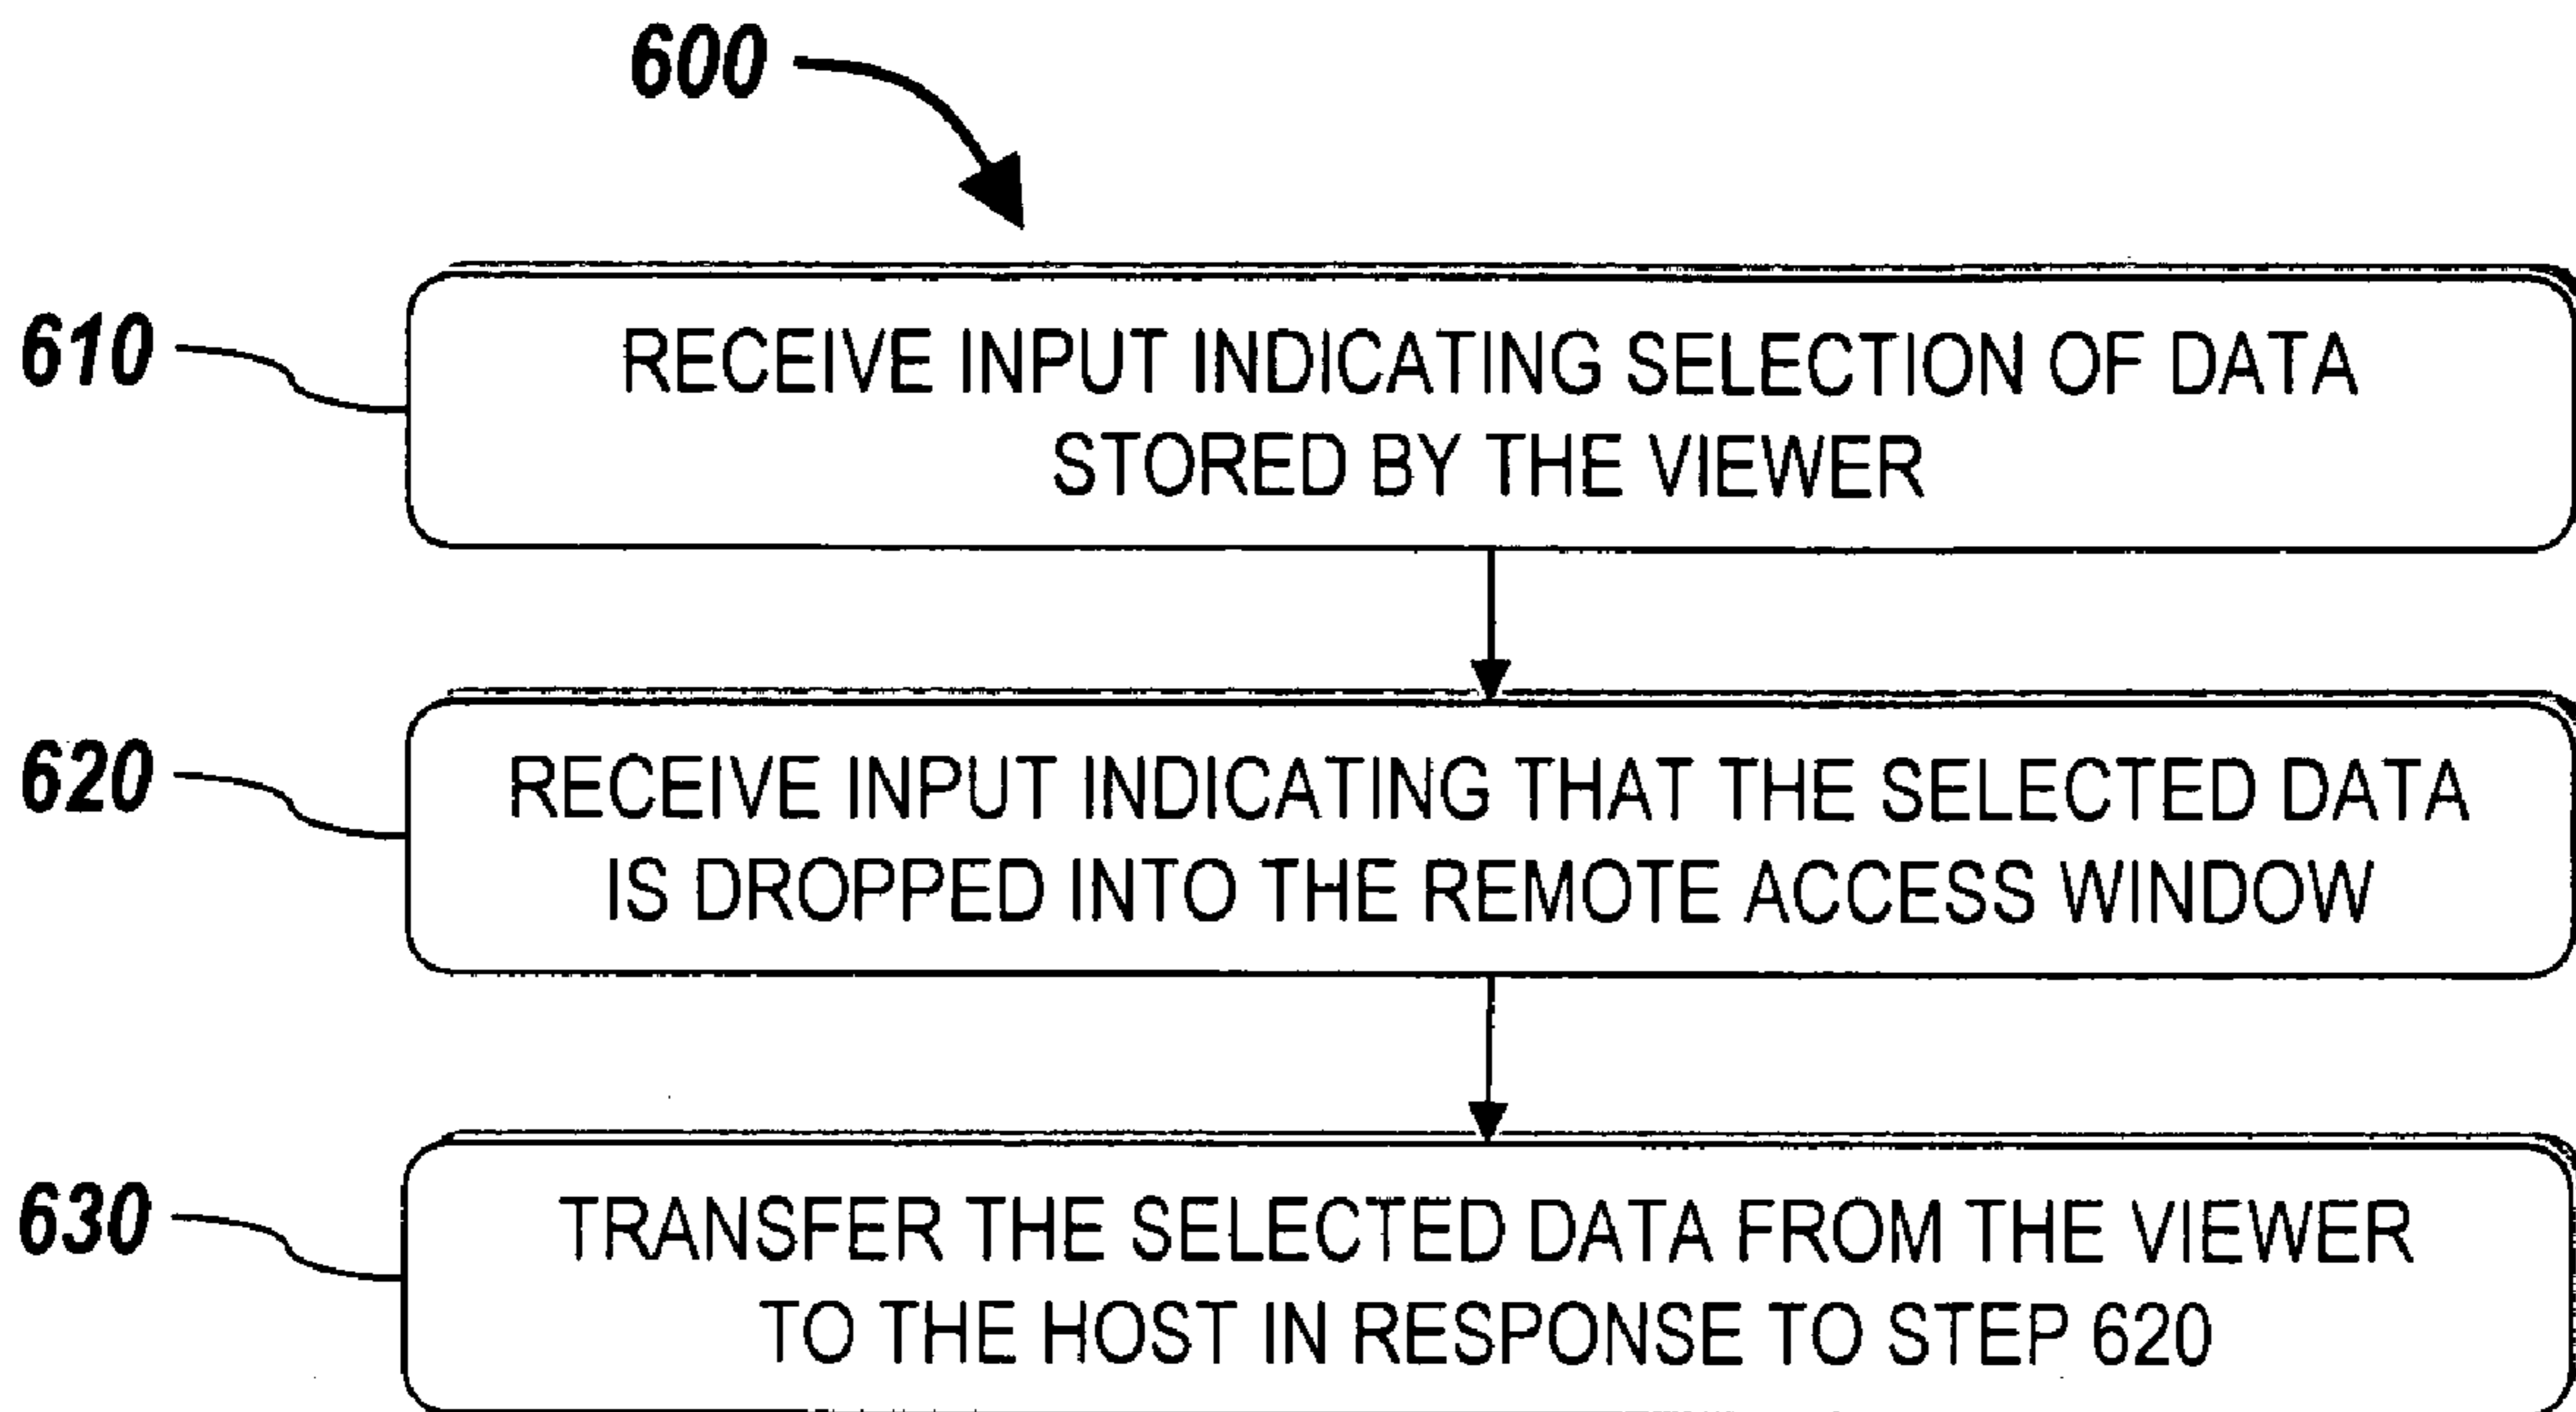 600
610
RECEIVE INPUT INDICATING SELECTION OF DATA
STORED BY THE VIEWER
620
RECEIVE INPUT INDICATING THAT THE SELECTED DATA
IS DROPPED INTO THE REMOTE ACCESS WINDOW
630
TRANSFER THE SELECTED DATA FROM THE VIEWER
TO THE HOST IN RESPONSE TO STEP 620